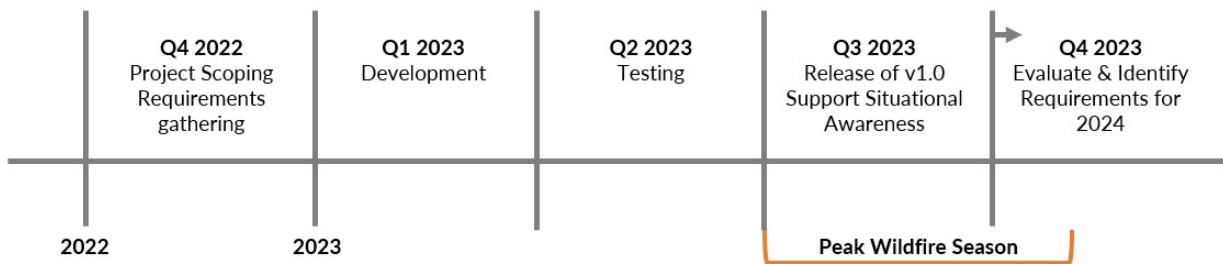 Q4 2022
Project Scoping
Requirements
gathering
Q1 2023
Development
Q2 2023
Testing
Q3 2023
Release of v1.0
Support Situational
Awareness
Q4 2023
Evaluate & Identify
Requirements for
2024
2022
2023
Peak Wildfire Season